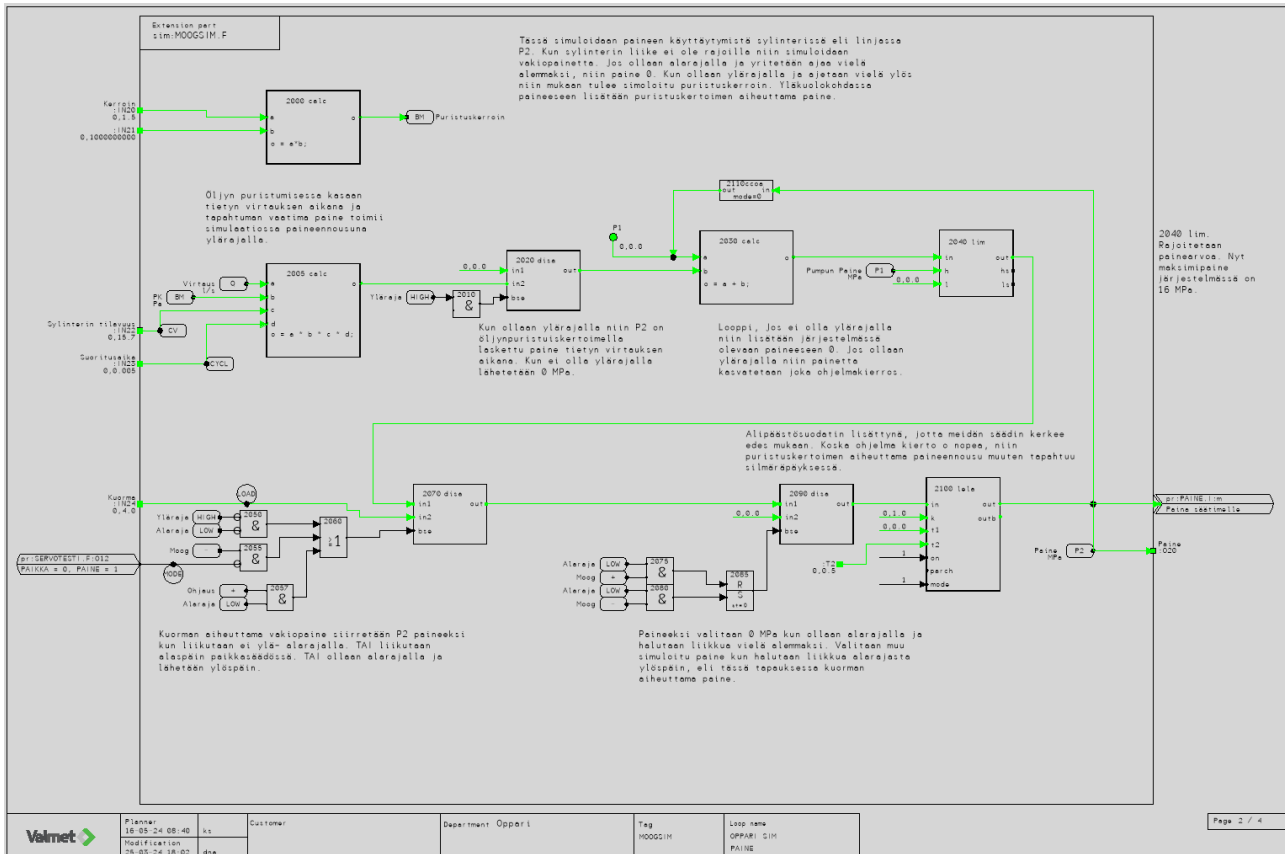 Extension part
sim:MOOGSIM.F
Tässä simuloidaan paineen käyttäytymistä sylinterissä eli linjassa
P2. Kun sylinterin liike ei ole rajoilla niin simuloidaan
vakiopainetta. Jos ollaan alarajalla ja yritetään ajaa vielä
alemmaksi, niin paine 0. Kun ollaan ylärajalla ja ajetaan vielä ylös
niin mukaan tulee simoloitu puristuskerroin. Yläkuolokohdassa
paineeseen lisätään puristuskertoimen aiheuttama paine.
Kerroin
:IN20
0,1.5
:IN21
0,1000000000
2000 calc
a
o
b
o = a*b;
BM
Puristuskerroin
Öljyn puristumisessa kasaan
tietyn virtauksen aikana ja
tapahtuman vaatima paine toimii
simulaatiossa paineennousuna
ylärajalla.
2110ccoa
out in
mode=0
P1
0,0.0
2030 calc
a
o
b
o = a + b;
2040 lim
in
out
h
hs
l
ls
Pumpun Paine
MPa
P1
0,0.0
2040 lim.
Rajoitetaan
painearvoa. Nyt
maksimipaine
järjestelmässä on
16 MPa.
2020 disa
0,0.0
in1
out
in2
bse
Yläraja
HIGH
2010
&
2005 calc
Virtaus
l/s
Q
a
o
PK
Pa
BM
b
c
d
o = a * b * c * d;
Sylinterin tilavuus
:IN22
0,15.7
CV
Suoritusaika
:IN23
0,0.005
CYCL
Kun ollaan ylärajalla niin P2 on
öljynpuristuiskertoimella
laskettu paine tietyn virtauksen
aikana. Kun ei olla ylärajalla
lähetetään 0 MPa.
Looppi, Jos ei olla ylärajalla
niin lisätään järjestelmässä
olevaan paineeseen 0. Jos ollaan
ylärajalla niin painetta
kasvatetaan joka ohjelmakierros.
Alipäästösuodatin lisättynä, jotta meidän säädin kerkee
edes mukaan. Koska ohjelma kierto o nopea, niin
puristuskertoimen aiheuttama paineennousu muuten tapahtuu
silmäräpäyksessä.
Kuorma
:IN24
0,4.0
LOAD
Yläraja
HIGH
2050
&
Alaraja
LOW
Moog
-
2055
&
pr:SERVOTESTI.F:O12
PAIKKA = 0, PAINE = 1
MODE
Ohjaus
+
Alaraja
LOW
2057
&
2060
>=1
2070 disa
in1
out
in2
bse
2090 disa
in1
out
0,0.0
in2
bse
Alaraja
LOW
Moog
+
2075
&
Alaraja
LOW
Moog
-
2080
&
2085
R
S
st=0
2100 lele
in
out
0,1.0
k
outb
0,0.0
t1
t2
:T2
0,0.5
1
on
parch
1
mode
pr:PAINE.I:m
Paine säätimelle
Paine
MPa
P2
Paine
:O20
Kuorman aiheuttama vakiopaine siirretään P2 paineeksi
kun liikutaan ei ylä- alarajalla. TAI liikutaan
alaspäin paikkasäädössä. TAI ollaan alarajalla ja
lähetään ylöspäin.
Paineeksi valitaan 0 MPa kun ollaan alarajalla ja
halutaan liikkua vielä alemmaksi. Valitaan muu
simuloitu paine kun halutaan liikkua alarajasta
ylöspäin, eli tässä tapauksessa kuorman
aiheuttama paine.
Valmet
Planner
16-05-24 08:40 ks
Modification
Customer
Department Oppari
Tag
MOOGSIM
Loop name
OPPARI SIM
PAINE
Page 2 / 4